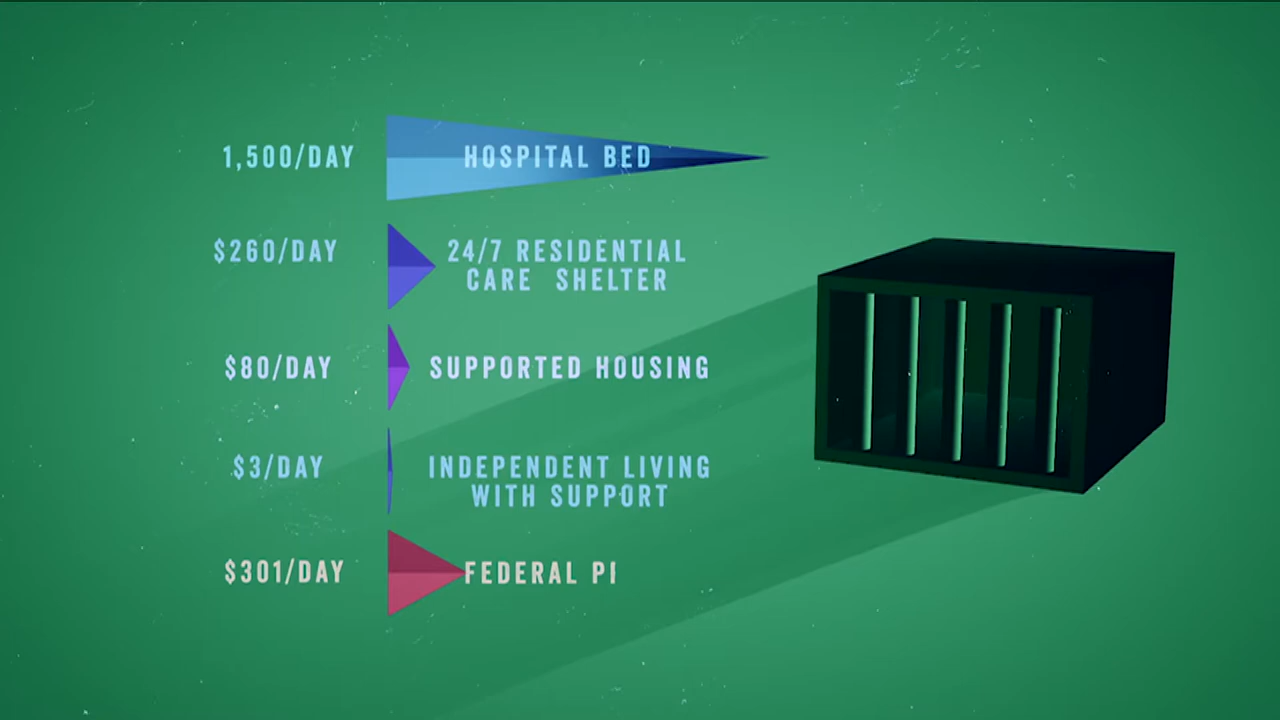 1,500/DAY HOSPITAL BED
$260/DAY 24/7 RESIDENTIAL
CARE SHELTER
$80/DAY SUPPORTED HOUSING
$3/DAY INDEPENDENT LIVING
WITH SUPPORT
$301/DAY FEDERAL PI